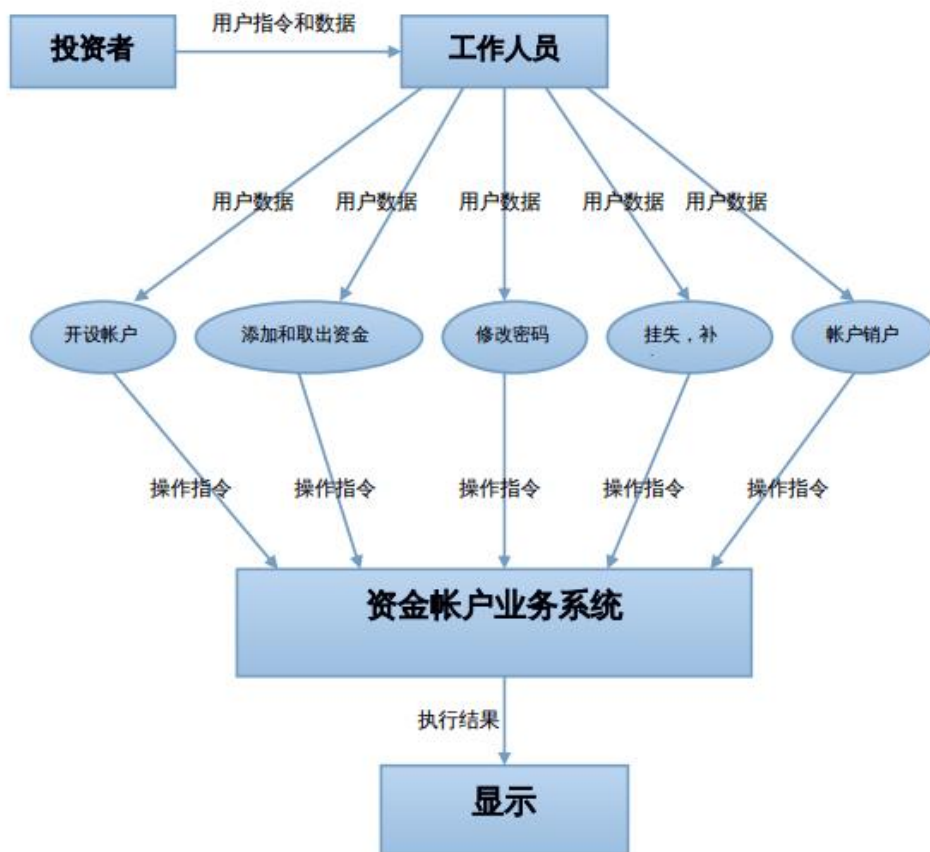 用户指令和数据
投资者
工作人员
用户数据
用户数据
用户数据
用户数据
用户数据
开设帐户
添加和取出资金
修改密码
挂失，补
帐户销户
操作指令
操作指令
操作指令
操作指令
操作指令
资金帐户业务系统
执行结果
显示